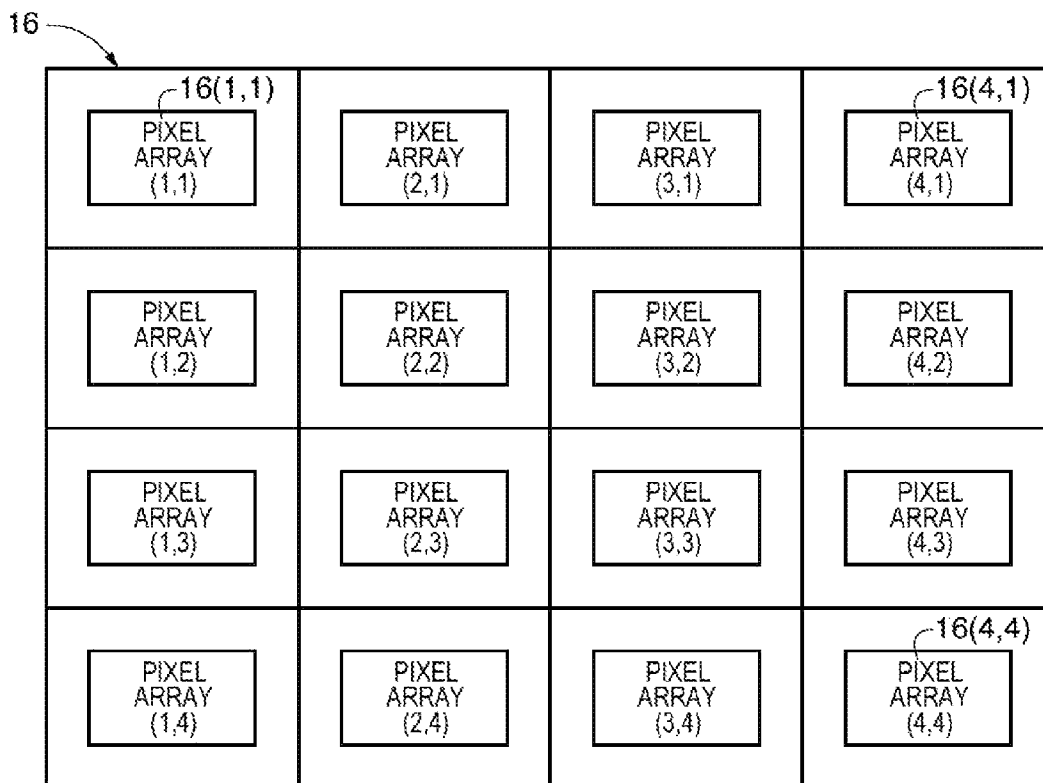 16
16(1,1)
16(4,1)
PIXEL
ARRAY
(1,1)
PIXEL
ARRAY
(2,1)
PIXEL
ARRAY
(3,1)
PIXEL
ARRAY
(4,1)
PIXEL
ARRAY
(1,2)
PIXEL
ARRAY
(2,2)
PIXEL
ARRAY
(3,2)
PIXEL
ARRAY
(4,2)
PIXEL
ARRAY
(1,3)
PIXEL
ARRAY
(2,3)
PIXEL
ARRAY
(3,3)
PIXEL
ARRAY
(4,3)
16(4,4)
PIXEL
ARRAY
(1,4)
PIXEL
ARRAY
(2,4)
PIXEL
ARRAY
(3,4)
PIXEL
ARRAY
(4,4)